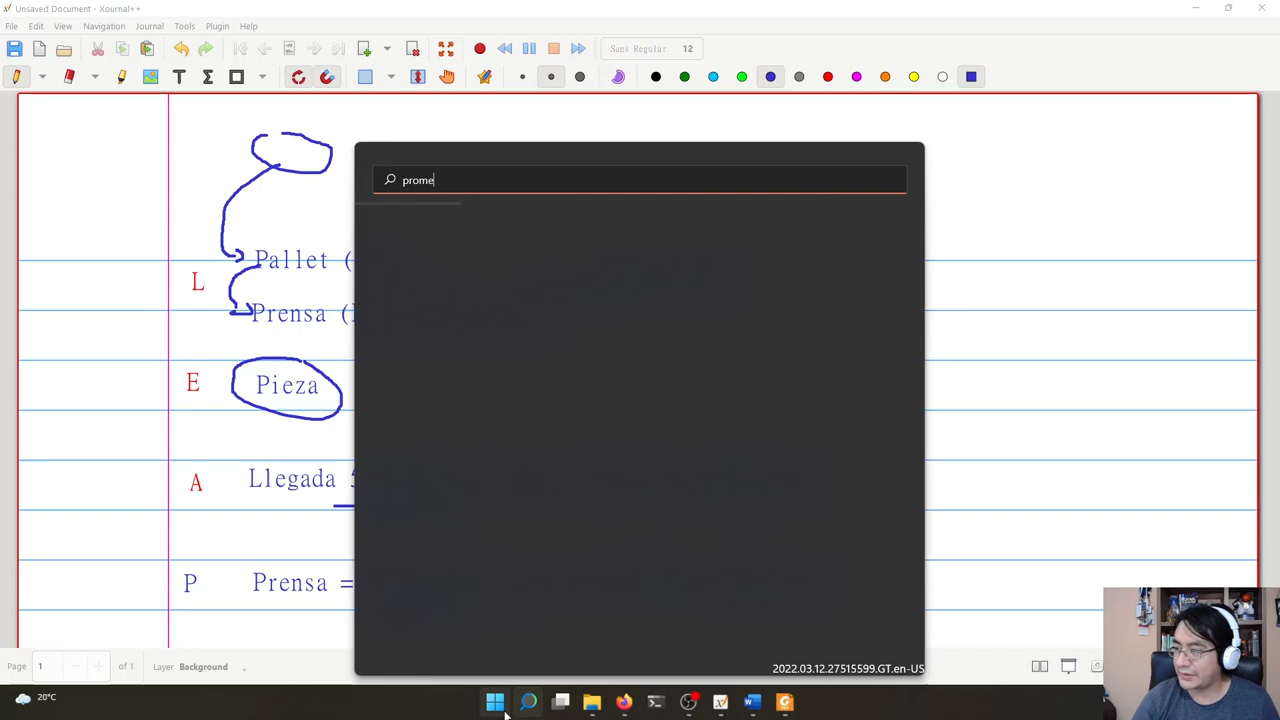 Unsaved Document - Xournal++
File Edit View Navigation Journal Tools Plugin Help
Sans Regular 12
prome
Pallet (
L
Prensa (
E Pieza
A Llegada
P Prensa =
2022.03.12.27515599.GT.en-US
Page 1 of 1 Layer Background
20°C